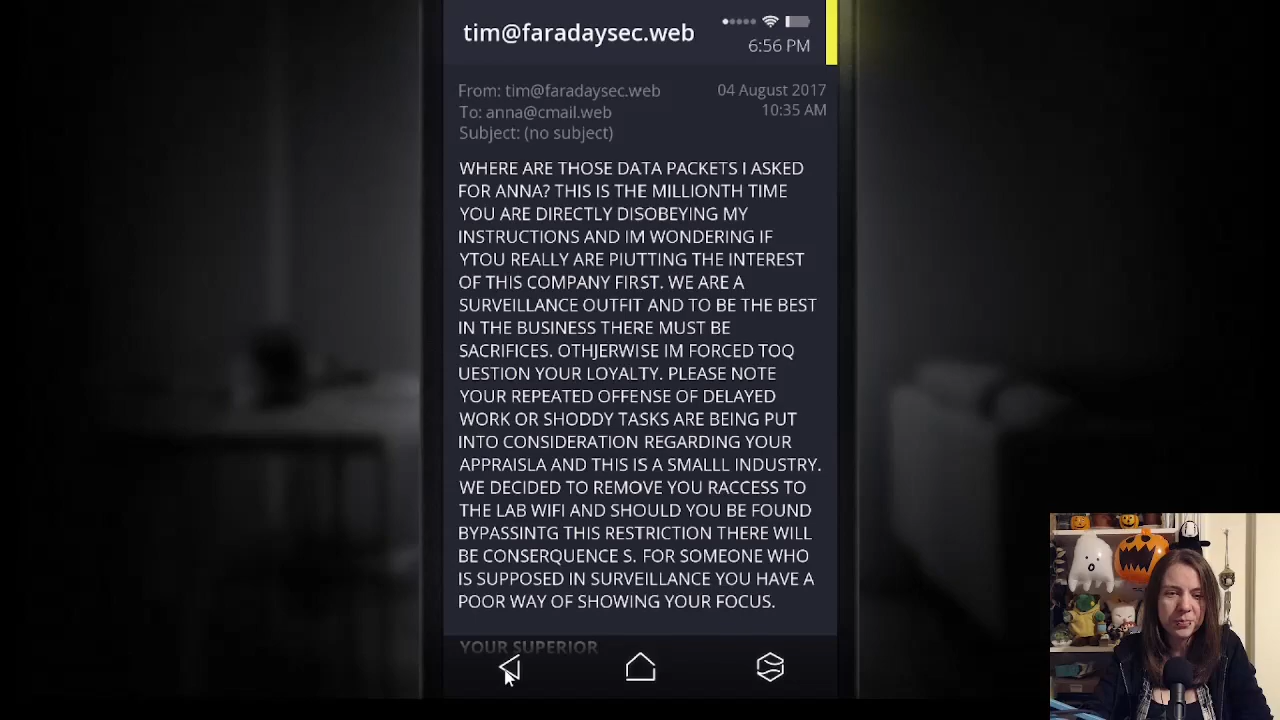 tim@faradaysec.web
6:56 PM
From: tim@faradaysec.web
04 August 2017
To: anna@cmail.web
10:35 AM
Subject: (no subject)
WHERE ARE THOSE DATA PACKETS I ASKED
FOR ANNA? THIS IS THE MILLIONTH TIME
YOU ARE DIRECTLY DISOBEYING MY
INSTRUCTIONS AND IM WONDERING IF
YTOU REALLY ARE PIUTTING THE INTEREST
OF THIS COMPANY FIRST. WE ARE A
SURVEILLANCE OUTFIT AND TO BE THE BEST
IN THE BUSINESS THERE MUST BE
SACRIFICES. OTHJERWISE IM FORCED TOQ
UESTION YOUR LOYALTY. PLEASE NOTE
YOUR REPEATED OFFENSE OF DELAYED
WORK OR SHODDY TASKS ARE BEING PUT
INTO CONSIDERATION REGARDING YOUR
APPRAISLA AND THIS IS A SMALLL INDUSTRY.
WE DECIDED TO REMOVE YOU RACCESS TO
THE LAB WIFI AND SHOULD YOU BE FOUND
BYPASSINTG THIS RESTRICTION THERE WILL
BE CONSERQUENCE S. FOR SOMEONE WHO
IS SUPPOSED IN SURVEILLANCE YOU HAVE A
POOR WAY OF SHOWING YOUR FOCUS.
YOUR SUPERIOR